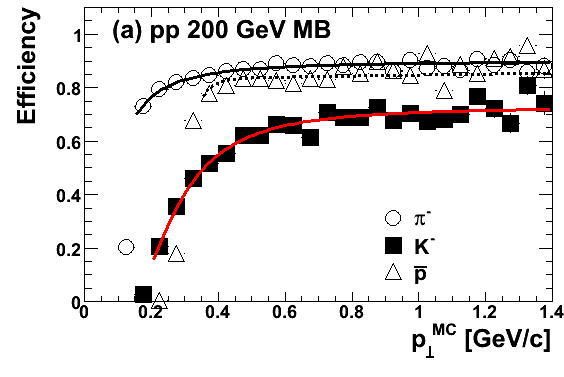 (a) pp 200 GeV MB
Efficiency
1
0.8
0.6
0.4
0.2
0
π⁻
K⁻
p̅
0 0.2 0.4 0.6 0.8 1 1.2 1.4
p⊥^MC [GeV/c]